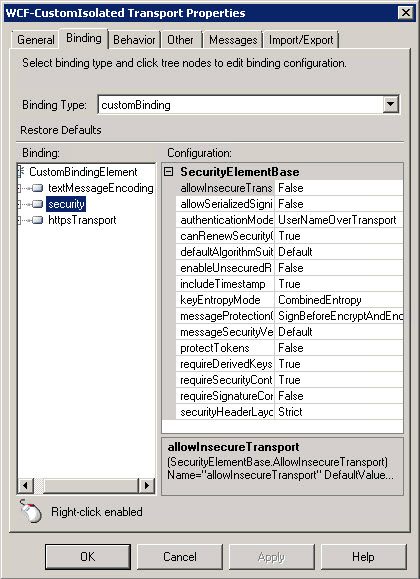 WCF-CustomIsolated Transport Properties
General Binding Behavior Other Messages Import/Export
Select binding type and click tree nodes to edit binding configuration.
Binding Type: customBinding
Restore Defaults
Binding: Configuration:
CustomBindingElement
textMessageEncoding
security
httpsTransport
SecurityElementBase
allowInsecureTrans False
allowSerializedSigni False
authenticationMode UserNameOverTransport
canRenewSecurity( True
defaultAlgorithmSuit Default
enableUnsecuredR False
includeTimestamp True
keyEntropyMode CombinedEntropy
messageProtection( SignBeforeEncryptAndEnc
messageSecurityVe Default
protectTokens False
requireDerivedKeys True
requireSecurityCont True
requireSignatureCor False
securityHeaderLayc Strict
allowInsecureTransport
(SecurityElementBase.AllowInsecureTransport)
Name="allowInsecureTransport" DefaultValue...
Right-click enabled
OK Cancel Apply Help